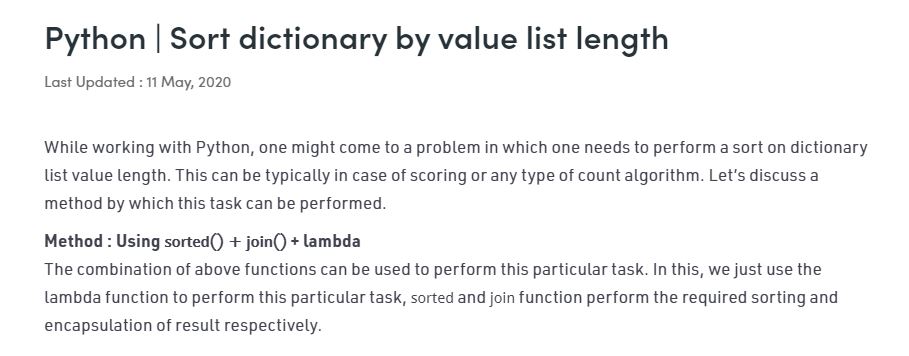 Python | Sort dictionary by value list length
Last Updated : 11 May, 2020
While working with Python, one might come to a problem in which one needs to perform a sort on dictionary
list value length. This can be typically in case of scoring or any type of count algorithm. Let’s discuss a
method by which this task can be performed.
Method : Using sorted() + join() + lambda
The combination of above functions can be used to perform this particular task. In this, we just use the
lambda function to perform this particular task, sorted and join function perform the required sorting and
encapsulation of result respectively.